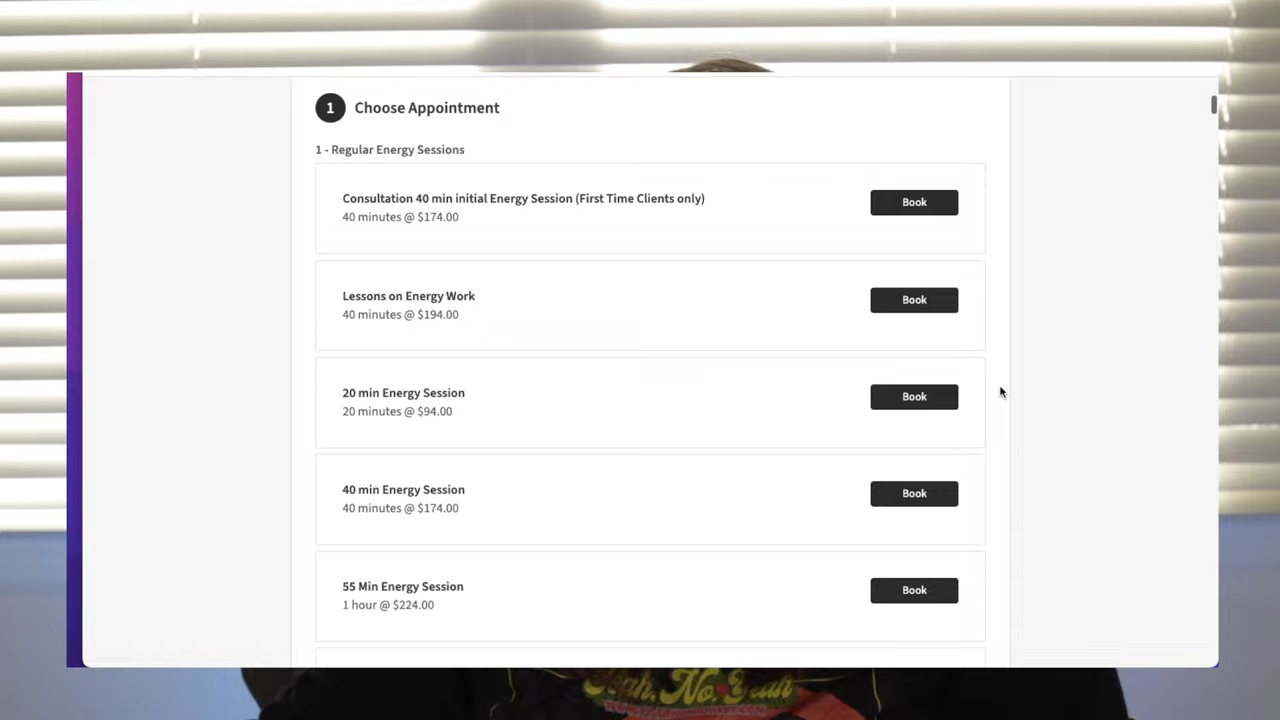 1 Choose Appointment
1 - Regular Energy Sessions
Consultation 40 min initial Energy Session (First Time Clients only)
40 minutes @ $174.00
Book
Lessons on Energy Work
40 minutes @ $194.00
Book
20 min Energy Session
20 minutes @ $94.00
Book
40 min Energy Session
40 minutes @ $174.00
Book
55 Min Energy Session
1 hour @ $224.00
Book
Yeah. No. Yeah